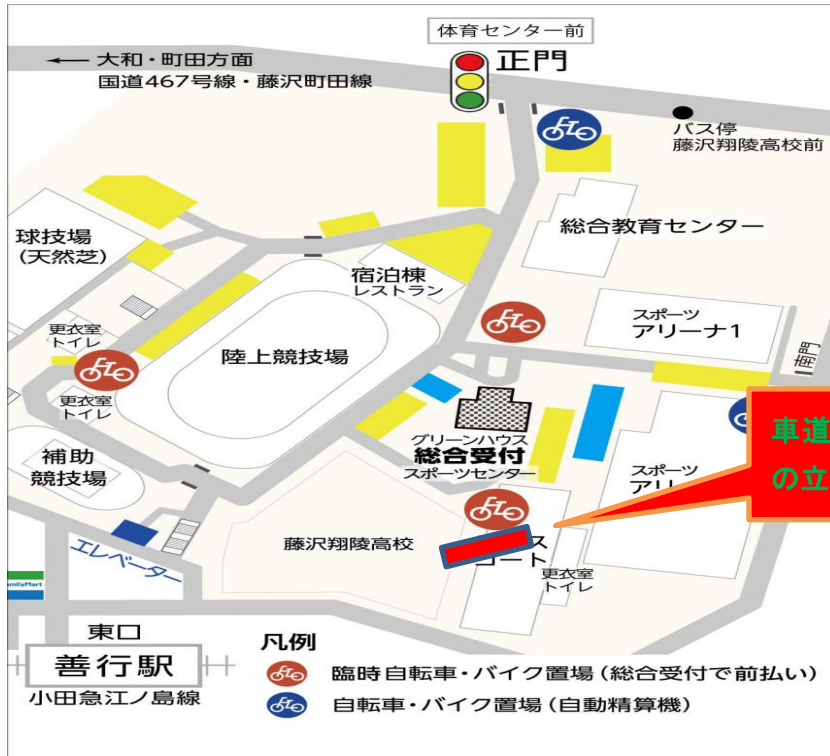 体育センター前
正門
← 大和・町田方面
国道467号線・藤沢町田線
バス停
藤沢翔陵高校前
総合教育センター
球技場
(天然芝)
宿泊棟
レストラン
スポーツ
アリーナ1
南門
更衣室
トイレ
陸上競技場
更衣室
トイレ
グリーンハウス
総合受付
スポーツセンター
車道
の立
スポーツ
アリ
補助
競技場
藤沢翔陵高校
ス
コート
更衣室
トイレ
エレベーター
FamilyMart
東口
善行駅
小田急江ノ島線
凡例
臨時自転車・バイク置場(総合受付で前払い)
自転車・バイク置場(自動精算機)